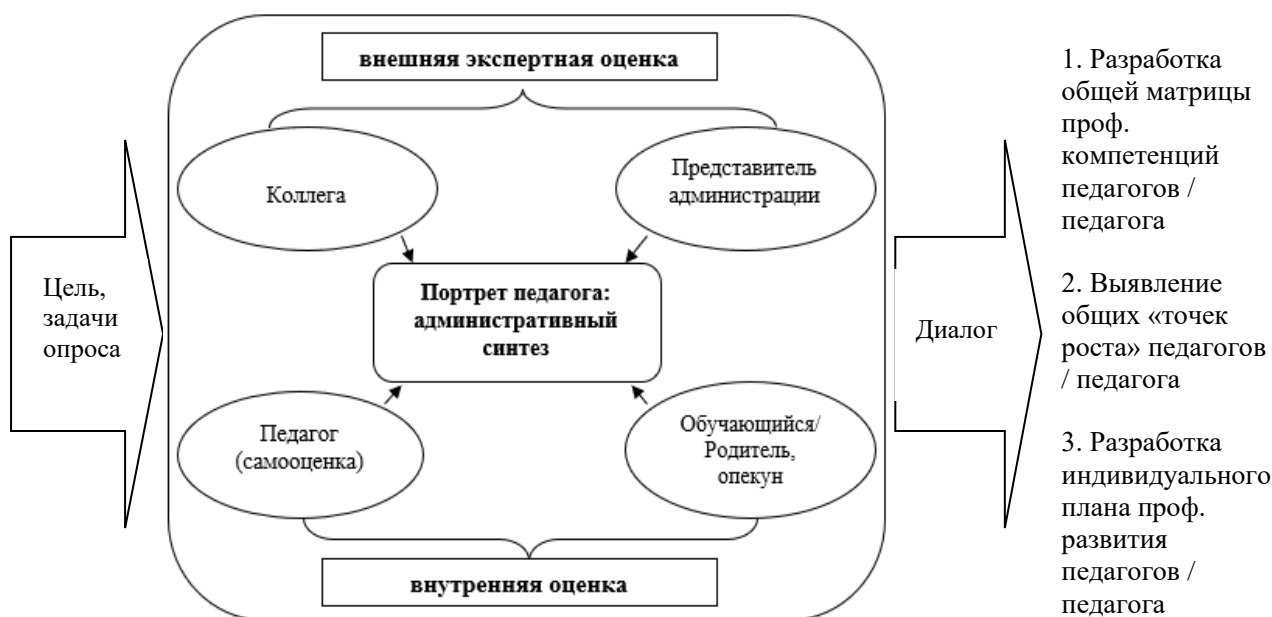 внешняя экспертная оценка
Коллега
Представитель
администрации
Цель,
задачи
опроса
Портрет педагога:
административный
синтез
Педагог
(самооценка)
Обучающийся/
Родитель,
опекун
внутренняя оценка
Диалог
1. Разработка
общей матрицы
проф.
компетенций
педагогов /
педагога
2. Выявление
общих «точек
роста» педагогов
/ педагога
3. Разработка
индивидуального
плана проф.
развития
педагогов /
педагога